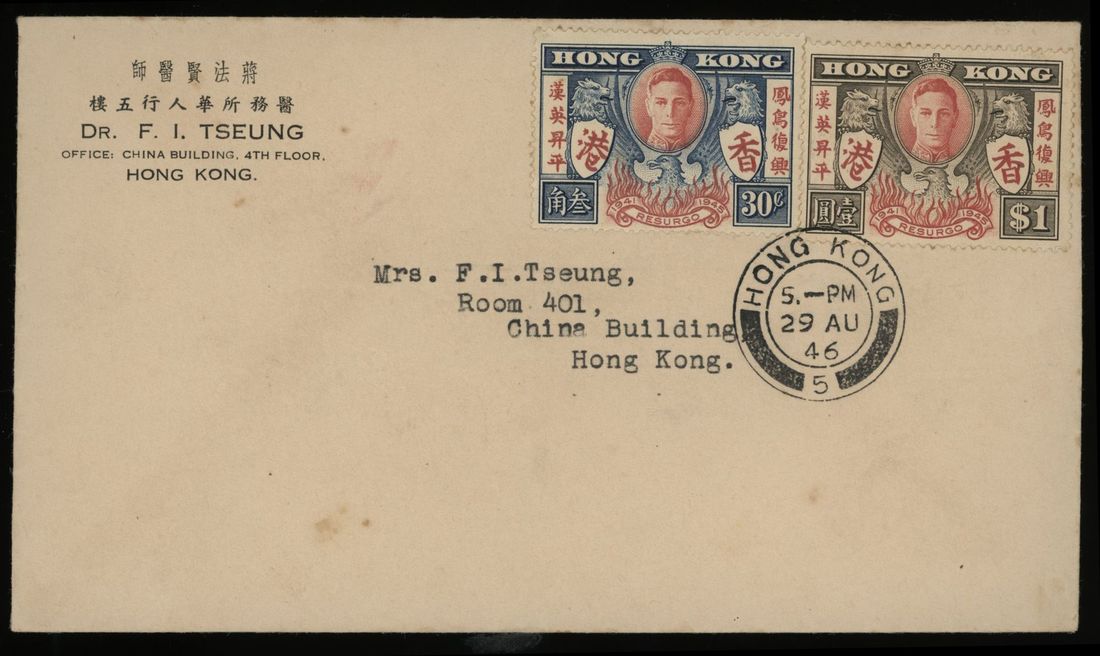 蔣法賢醫師
醫務所華人行五樓
DR. F. I. TSEUNG
OFFICE: CHINA BUILDING, 4TH FLOOR,
HONG KONG.
HONG KONG
鳳鳥復興
漢英昇平
香港
1941 1945
RESURGO
叁角
30¢
HONG KONG
鳳鳥復興
漢英昇平
香港
1941 1945
RESURGO
壹圓
$1
Mrs. F.I.Tseung,
Room 401,
China Building
Hong Kong.
HONG KONG
5.—PM
29 AU
46
5